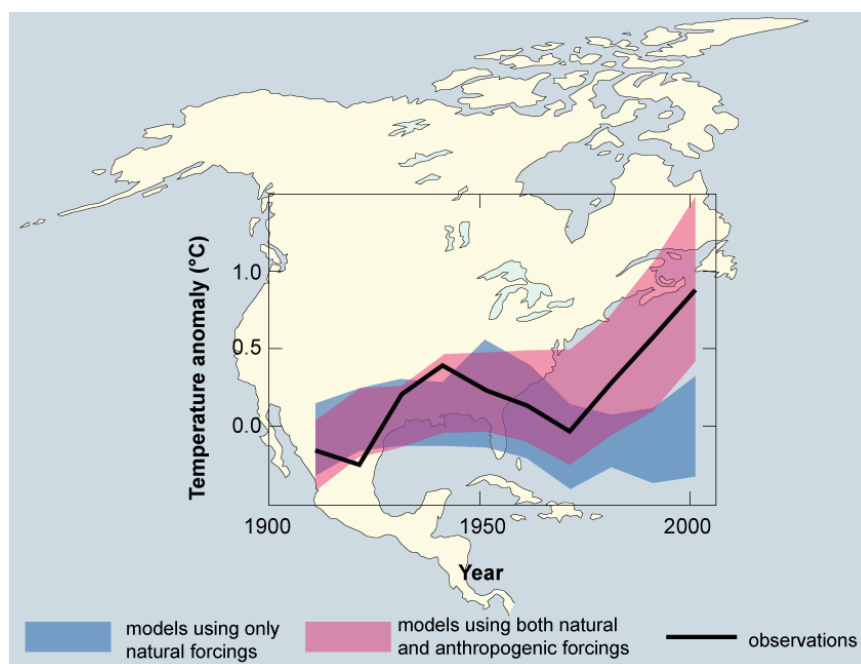 Temperature anomaly (°C)
1.0
0.5
0.0
1900 1950 2000
Year
models using only
natural forcings
models using both natural
and anthropogenic forcings
observations